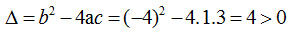 Δ = b² − 4ac = (−4)² − 4.1.3 = 4 > 0